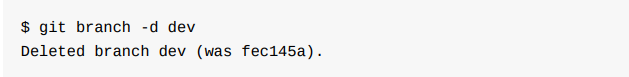 $ git branch -d dev
Deleted branch dev (was fec145a).